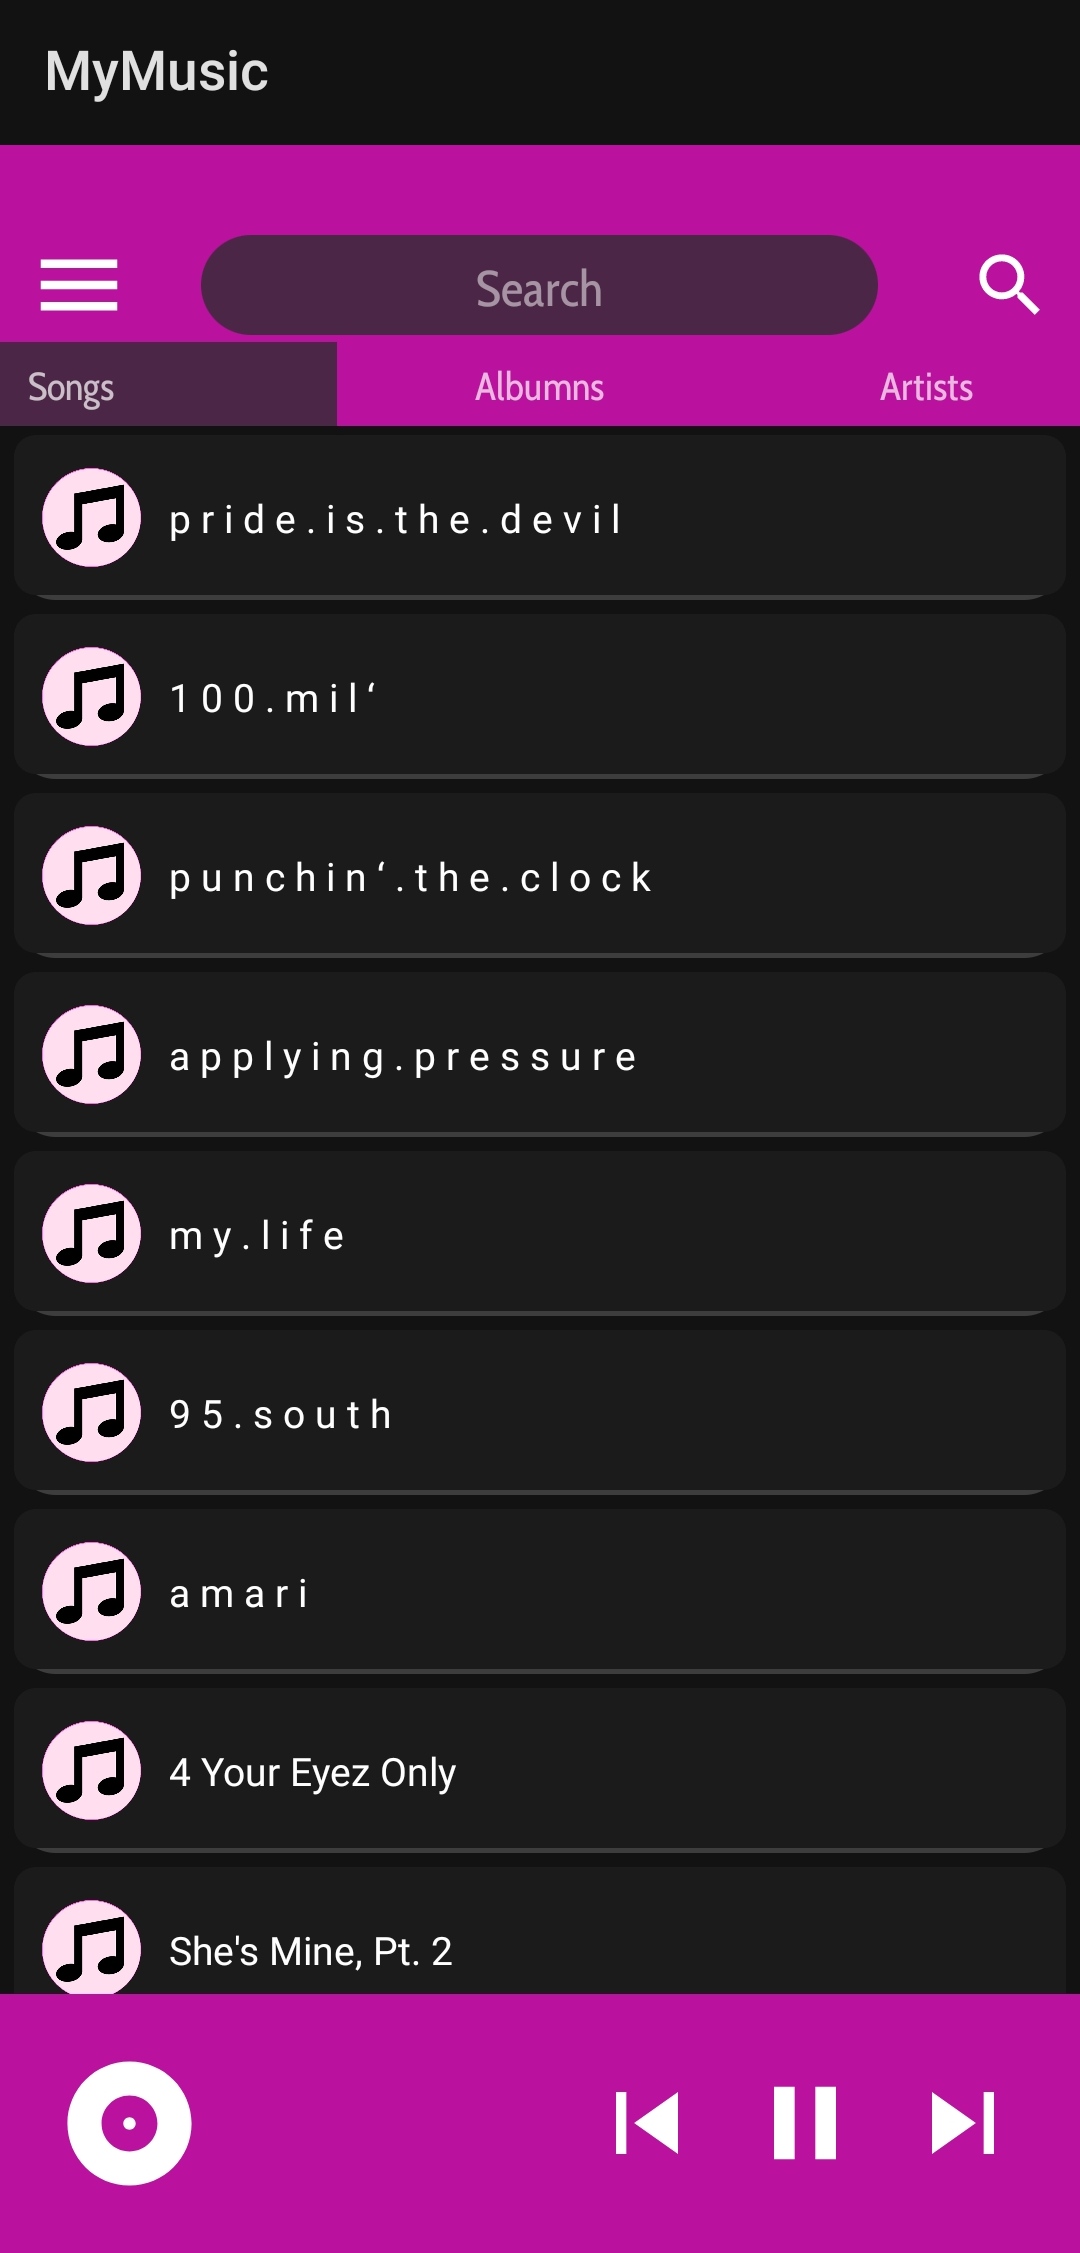 MyMusic
Search
Songs Albumns Artists
p r i d e . i s . t h e . d e v i l
1 0 0 . m i l ‘
p u n c h i n ‘ . t h e . c l o c k
a p p l y i n g . p r e s s u r e
m y . l i f e
9 5 . s o u t h
a m a r i
4 Your Eyez Only
She's Mine, Pt. 2